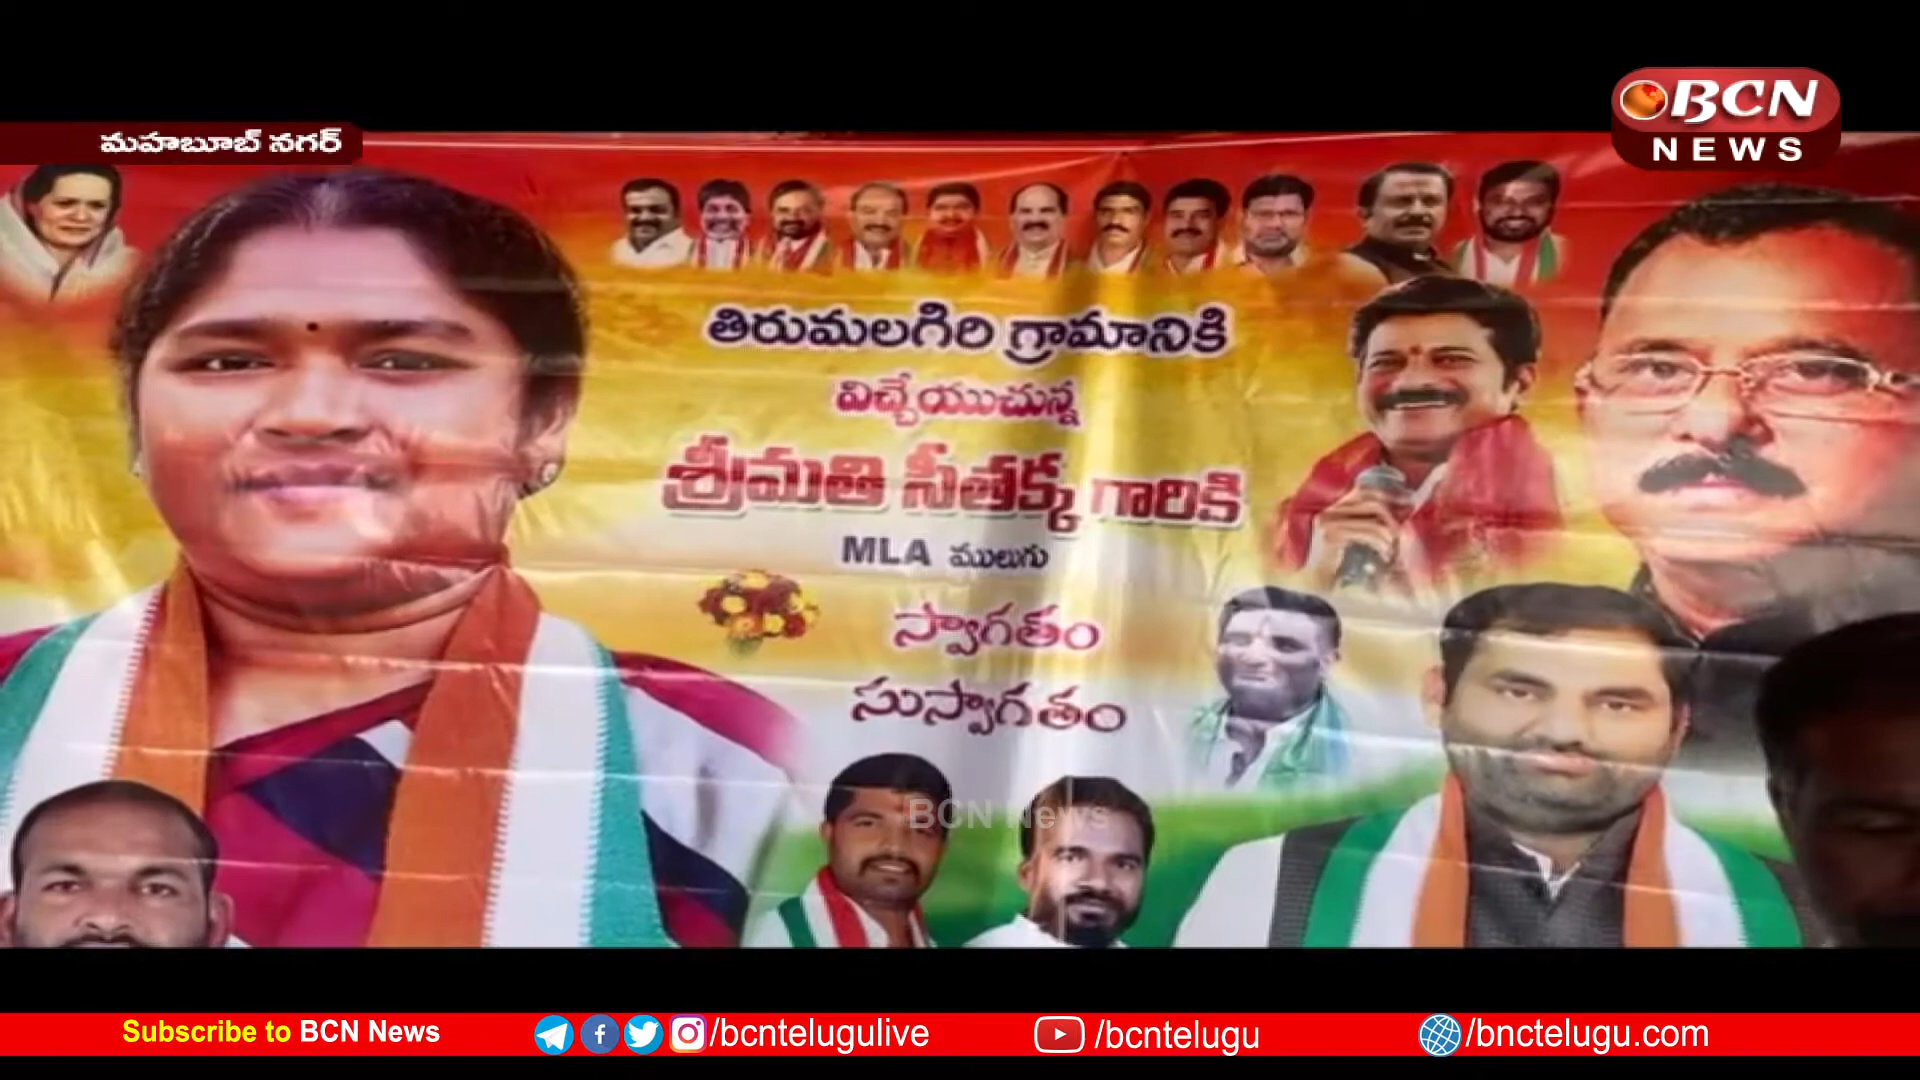 BCN
NEWS
మహబూబ్ నగర్
తిరుమలగిరి గ్రామానికి
విచ్చేయుచున్న
శ్రీమతి సీతక్క గారికి
MLA ములుగు
స్వాగతం
సుస్వాగతం
BCN News
Subscribe to BCN News
/bcntelugulive
/bcntelugu
/bnctelugu.com